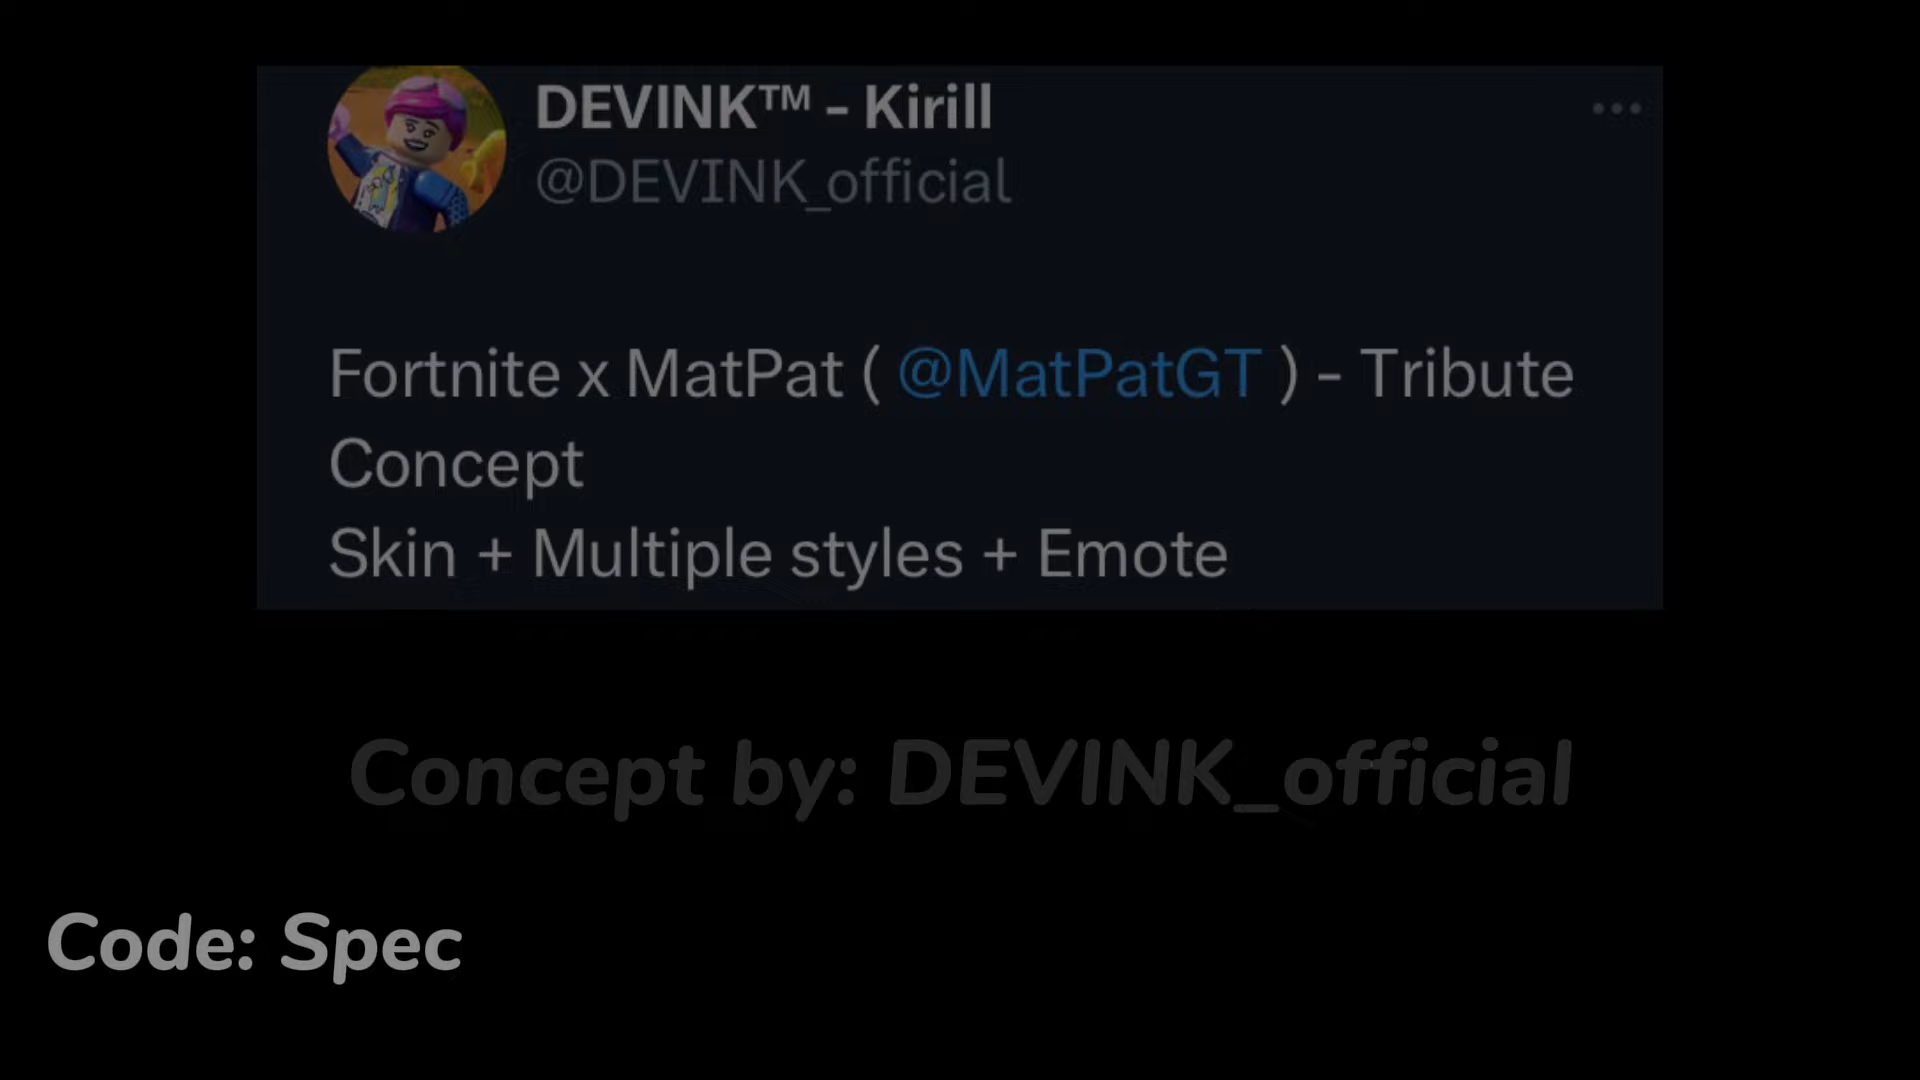 DEVINK™ - Kirill
@DEVINK_official
Fortnite x MatPat ( @MatPatGT ) - Tribute
Concept
Skin + Multiple styles + Emote
Concept by: DEVINK_official
Code: Spec